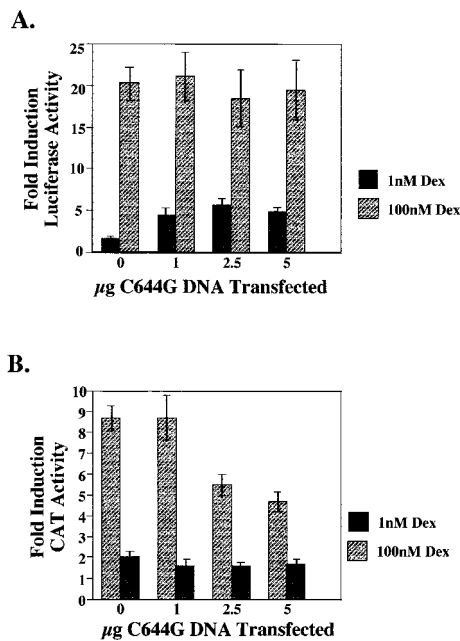 A.
Fold Induction
Luciferase Activity
25
20
15
10
5
0
0 1 2.5 5
µg C644G DNA Transfected
1nM Dex
100nM Dex
B.
Fold Induction
CAT Activity
10
9
8
7
6
5
4
3
2
1
0
0 1 2.5 5
µg C644G DNA Transfected
1nM Dex
100nM Dex